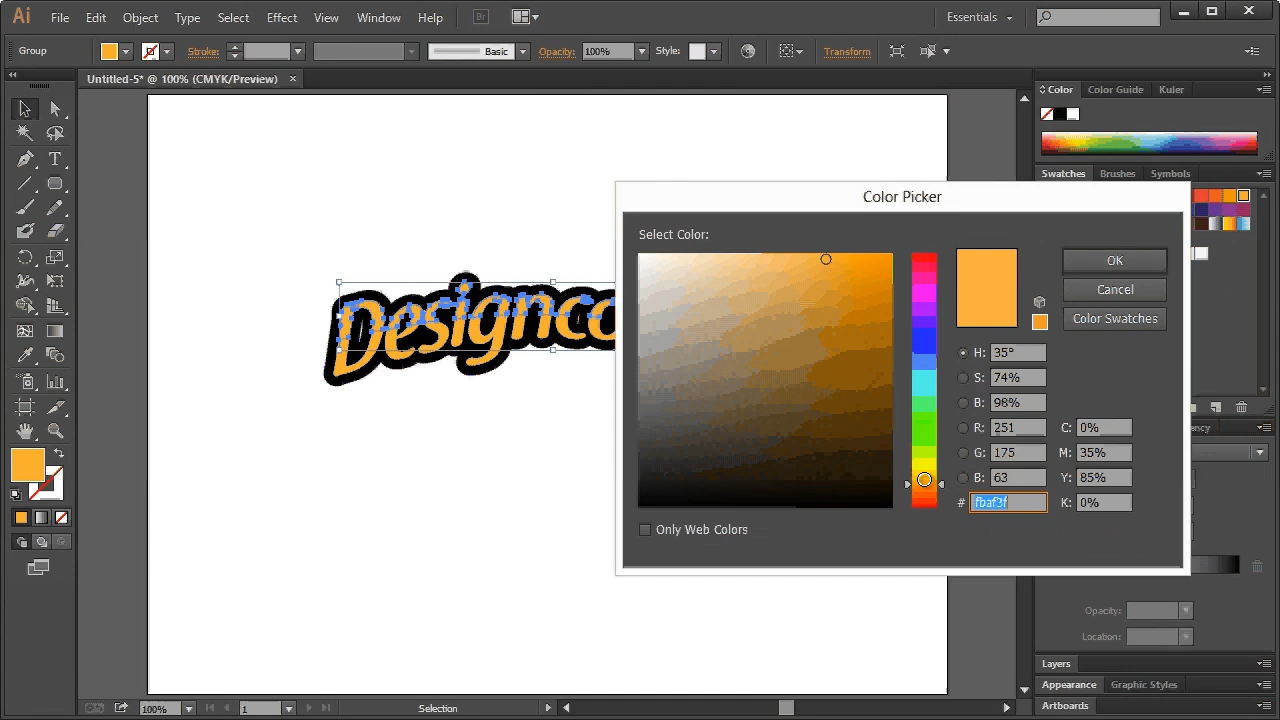 Ai File Edit Object Type Select Effect View Window Help Br Essentials
Group Stroke: Basic Opacity: 100% Style: Transform
Untitled-5* @ 100% (CMYK/Preview) ×
Color Color Guide Kuler
Swatches Brushes Symbols
Color Picker
Select Color:
OK
Cancel
Color Swatches
H: 35°
S: 74%
B: 98%
R: 251 C: 0%
G: 175 M: 35%
B: 63 Y: 85%
# fbaf3f K: 0%
Only Web Colors
Designco
Opacity:
Location:
Layers
Appearance Graphic Styles
Artboards
100% 1 Selection